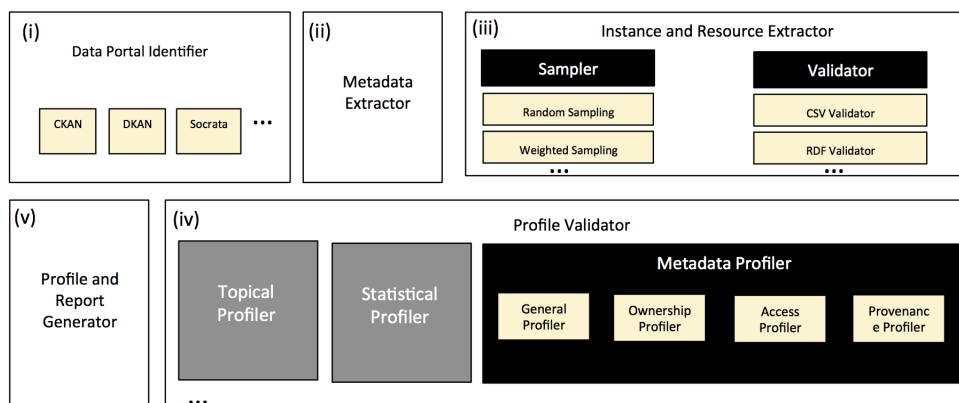 (i)
Data Portal Identifier
CKAN
DKAN
Socrata
...
(ii)
Metadata
Extractor
(iii)
Instance and Resource Extractor
Sampler
Random Sampling
Weighted Sampling
...
Validator
CSV Validator
RDF Validator
...
(v)
Profile and
Report
Generator
(iv)
Profile Validator
Topical
Profiler
Statistical
Profiler
Metadata Profiler
General
Profiler
Ownership
Profiler
Access
Profiler
Provenanc
e Profiler
...